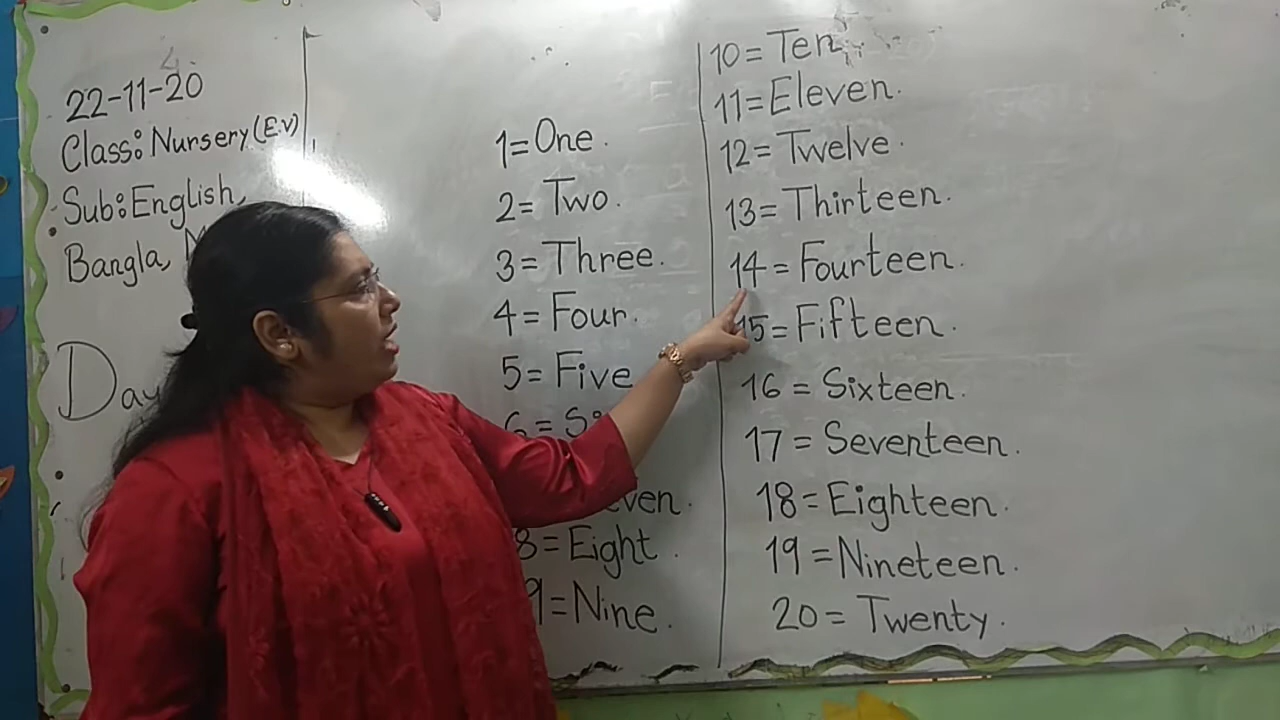 22-11-20
Class: Nursery (E.V)
Sub: English,
Bangla,
1=One.
2=Two.
3=Three.
4=Four.
5=Five
6=
8=Eight.
9=Nine.
10=Ten.
11=Eleven.
12=Twelve.
13=Thirteen.
14=Fourteen.
15=Fifteen.
16=Sixteen.
17=Seventeen.
18=Eighteen.
19=Nineteen.
20=Twenty.